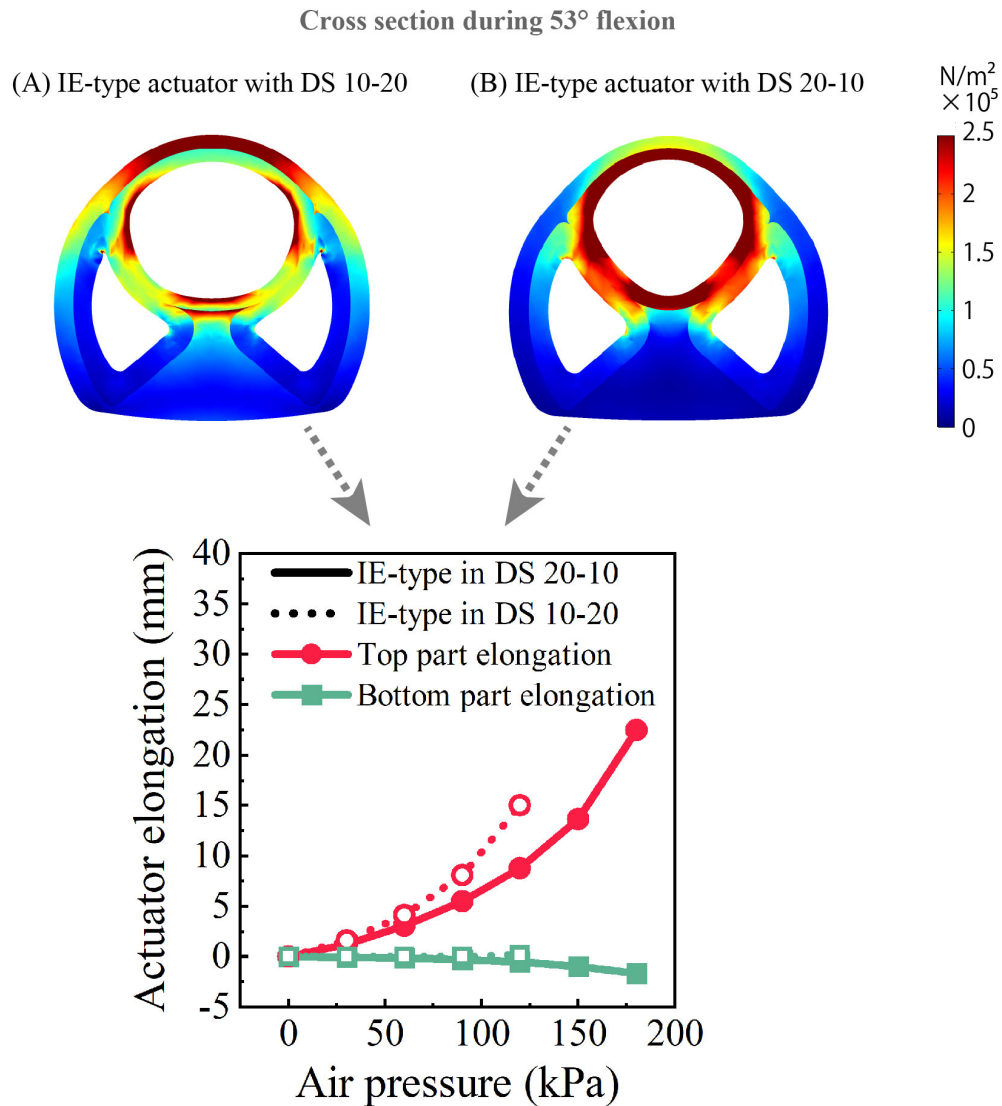 Cross section during 53° flexion
(A) IE-type actuator with DS 10-20
(B) IE-type actuator with DS 20-10
N/m²
×10⁵
2.5
2
1.5
1
0.5
0
40
35
30
25
20
15
10
5
0
-5
Actuator elongation (mm)
IE-type in DS 20-10
IE-type in DS 10-20
Top part elongation
Bottom part elongation
0 50 100 150 200
Air pressure (kPa)